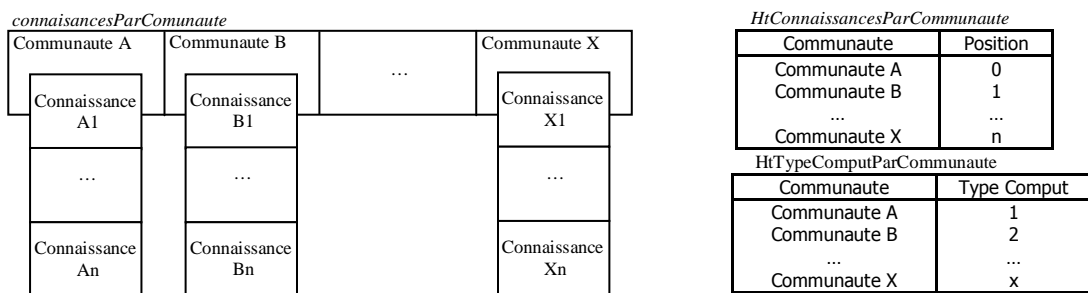 connaisancesParComunaute
Communaute A Communaute B … Communaute X
Connaissance A1
Connaissance B1
Connaissance X1
… … …
Connaissance An
Connaissance Bn
Connaissance Xn
HtConnaissancesParCommunaute
Communaute Position
Communaute A 0
Communaute B 1
... ...
Communaute X n
HtTypeComputParCommunaute
Communaute Type Comput
Communaute A 1
Communaute B 2
... ...
Communaute X x